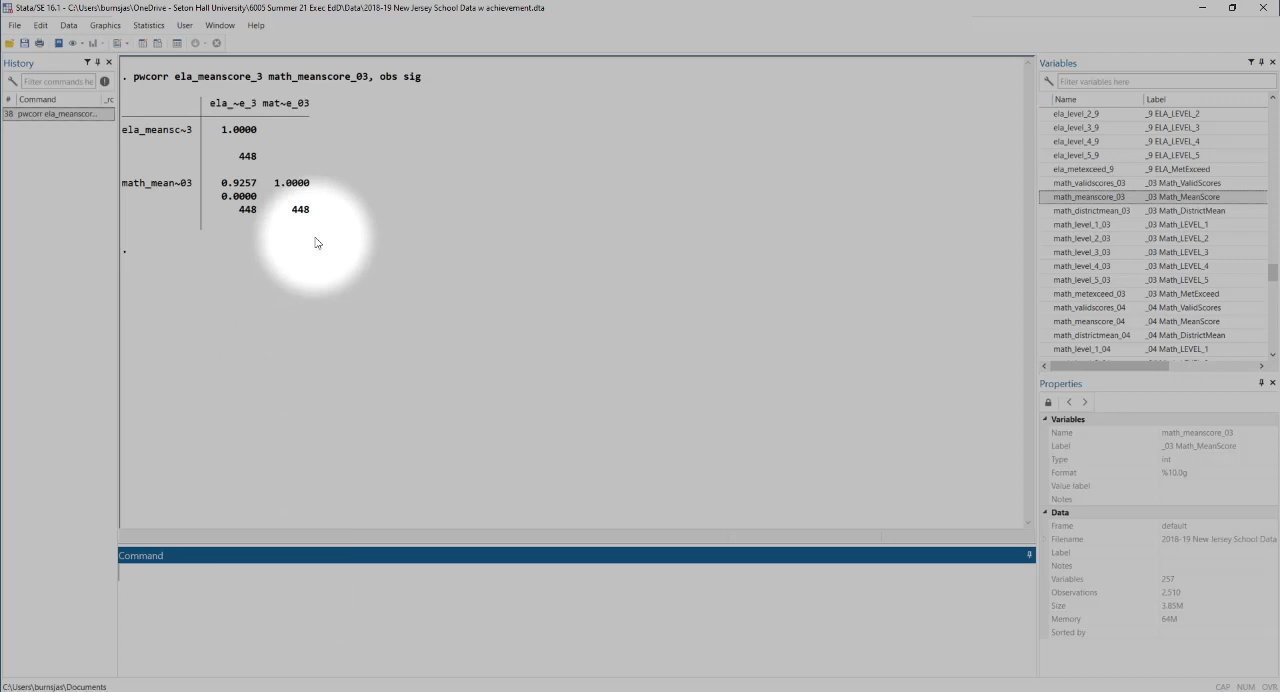 Stata/SE 16.1 - C:\Users\burnsjas\OneDrive - Seton Hall University\6005 Summer 21 Exec EdD\Data\2018-19 New Jersey School Data w achievement.dta
File Edit Data Graphics Statistics User Window Help
History
Filter commands he
# Command _rc
38 pwcorr ela_meanscor...
. pwcorr ela_meanscore_3 math_meanscore_03, obs sig
ela_~e_3 mat~e_03
ela_meansc~3 1.0000
448
math_mean~03 0.9257 1.0000
0.0000
448 448
.
Command
Variables
Filter variables here
Name Label
ela_level_2_9 _9 ELA_LEVEL_2
ela_level_3_9 _9 ELA_LEVEL_3
ela_level_4_9 _9 ELA_LEVEL_4
ela_level_5_9 _9 ELA_LEVEL_5
ela_metexceed_9 _9 ELA_MetExceed
math_validscores_03 _03 Math_ValidScores
math_meanscore_03 _03 Math_MeanScore
math_districtmean_03 _03 Math_DistrictMean
math_level_1_03 _03 Math_LEVEL_1
math_level_2_03 _03 Math_LEVEL_2
math_level_3_03 _03 Math_LEVEL_3
math_level_4_03 _03 Math_LEVEL_4
math_level_5_03 _03 Math_LEVEL_5
math_metexceed_03 _03 Math_MetExceed
math_validscores_04 _04 Math_ValidScores
math_meanscore_04 _04 Math_MeanScore
math_districtmean_04 _04 Math_DistrictMean
math_level_1_04 _04 Math_LEVEL_1
Properties
Variables
Name math_meanscore_03
Label _03 Math_MeanScore
Type int
Format %10.0g
Value label
Notes
Data
Frame default
Filename 2018-19 New Jersey School Data
Label
Notes
Variables 257
Observations 2,510
Size 3.85M
Memory 64M
Sorted by
C:\Users\burnsjas\Documents
CAP NUM OVR